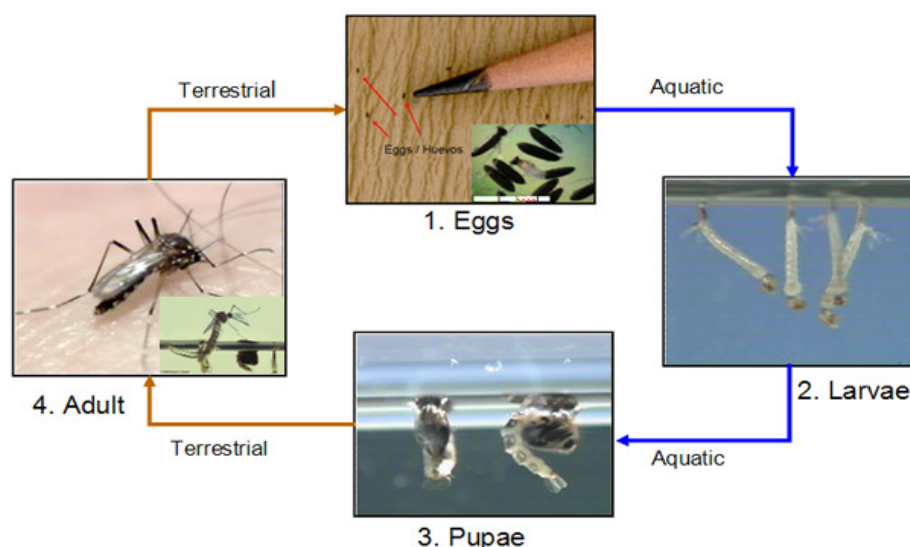 Terrestrial
Aquatic
Eggs / Huevos
1. Eggs
4. Adult
2. Larvae
Terrestrial
Aquatic
3. Pupae